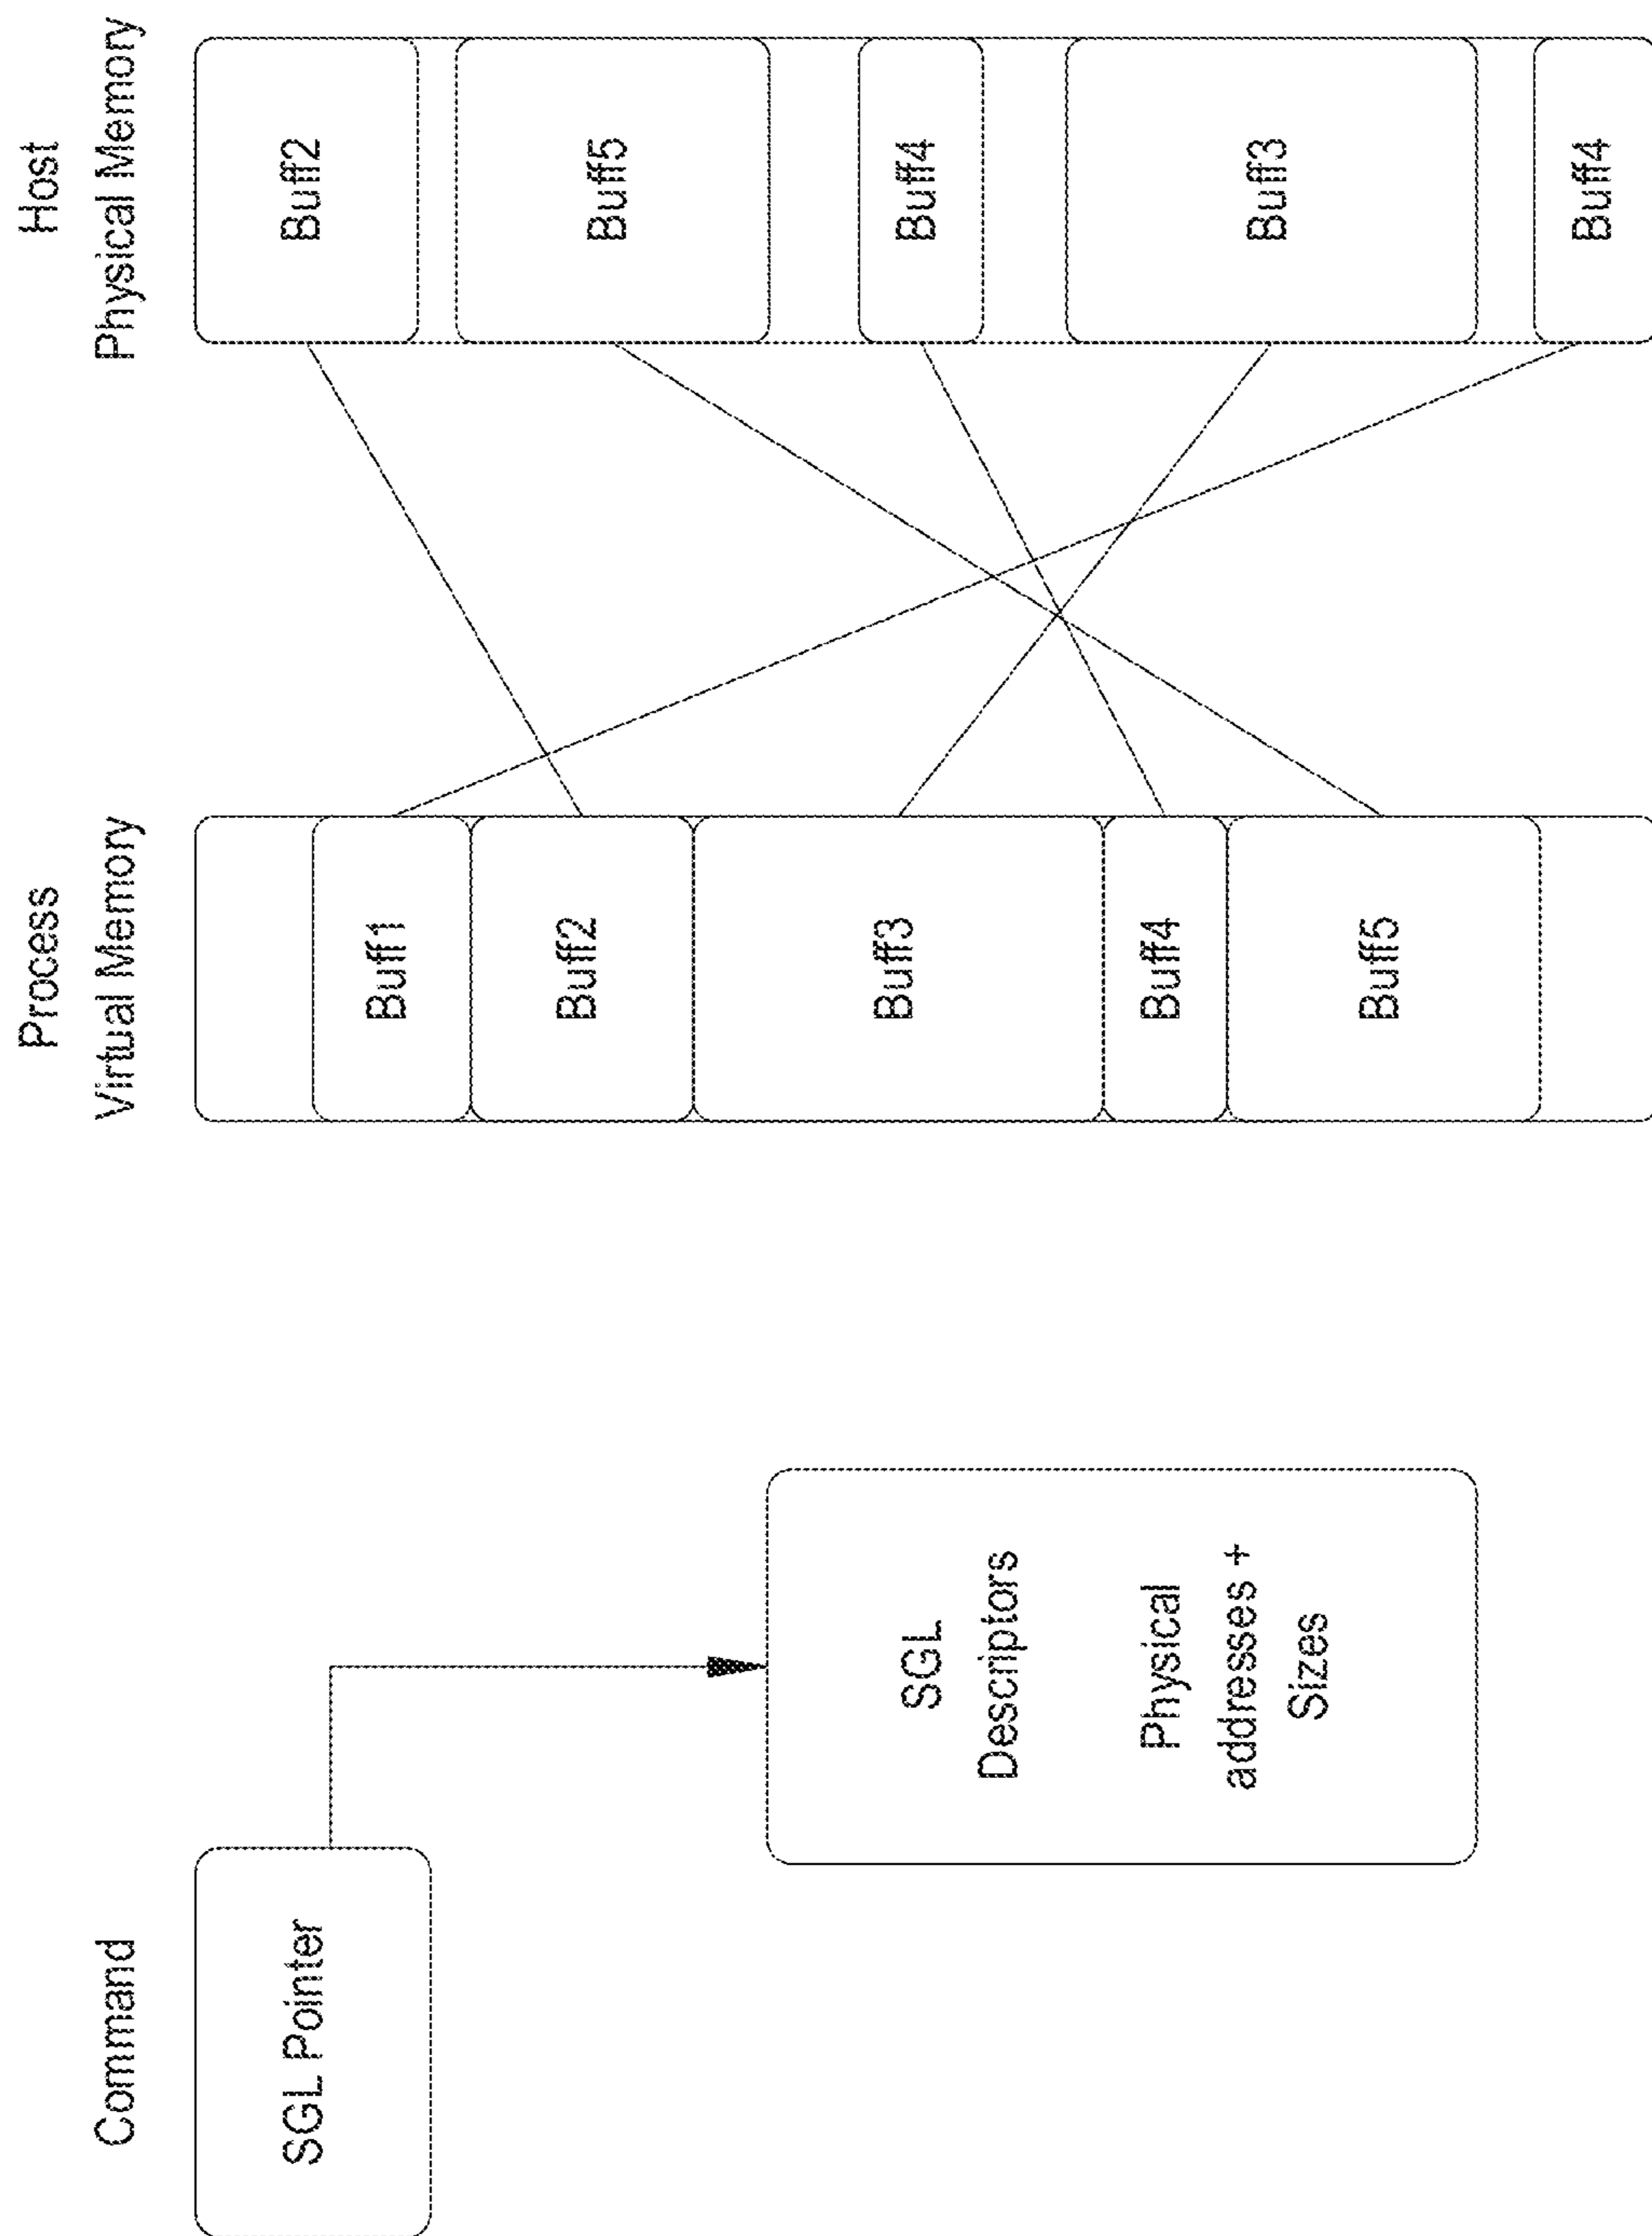 Command
SGL Pointer
SGL
Descriptors
Physical
addresses +
Sizes
Process
Virtual Memory
Buff1
Buff2
Buff3
Buff4
Buff5
Host
Physical Memory
Buff2
Buff5
Buff4
Buff3
Buff4